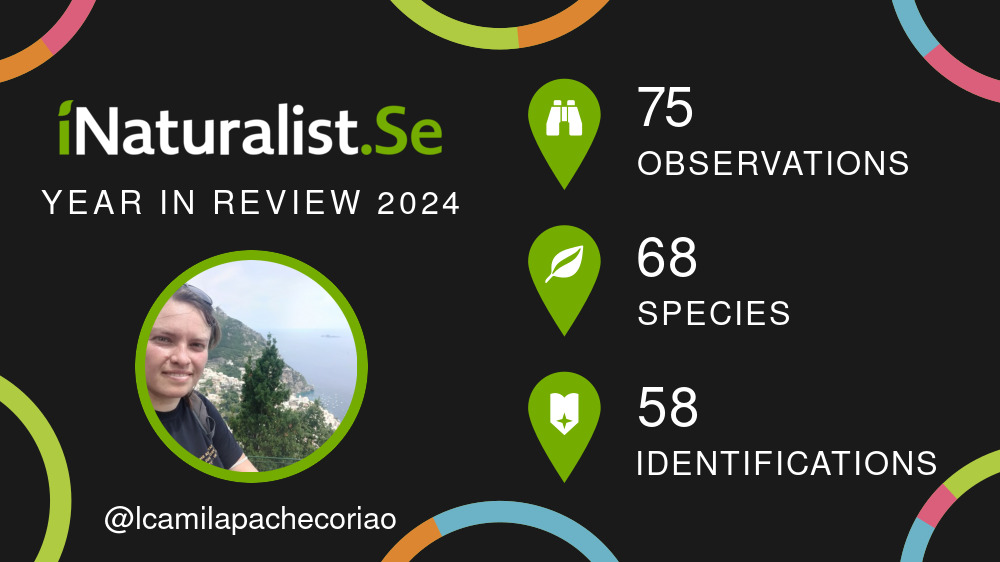 iNaturalist.Se
YEAR IN REVIEW 2024
@lcamilapachecoriao
75
OBSERVATIONS
68
SPECIES
58
IDENTIFICATIONS